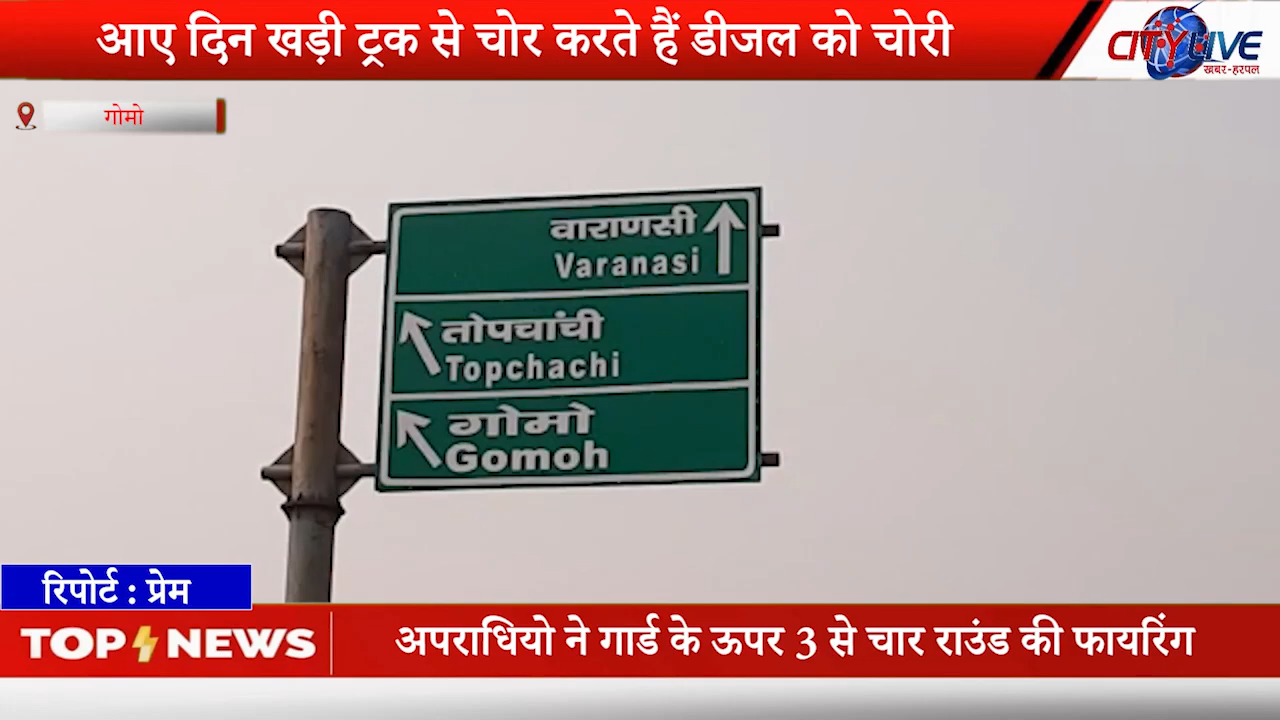 आए दिन खड़ी ट्रक से चोर करते हैं डीजल को चोरी
CITY LIVE
खबर-हरपल
गोमो
वाराणसी
Varanasi
तोपचांची
Topchachi
गोमो
Gomoh
रिपोर्ट : प्रेम
TOP NEWS
अपराधियो ने गार्ड के ऊपर 3 से चार राउंड की फायरिंग